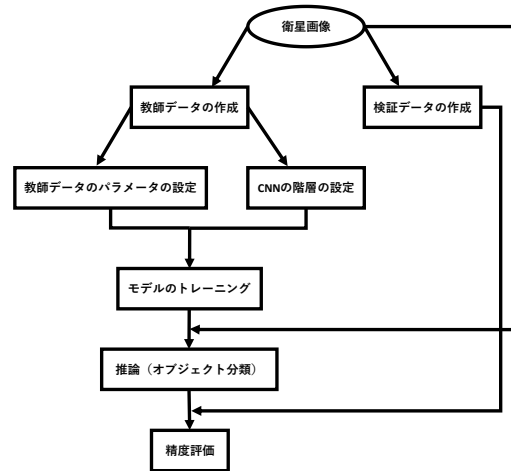 衛星画像
教師データの作成
検証データの作成
教師データのパラメータの設定
CNNの階層の設定
モデルのトレーニング
推論（オブジェクト分類）
精度評価